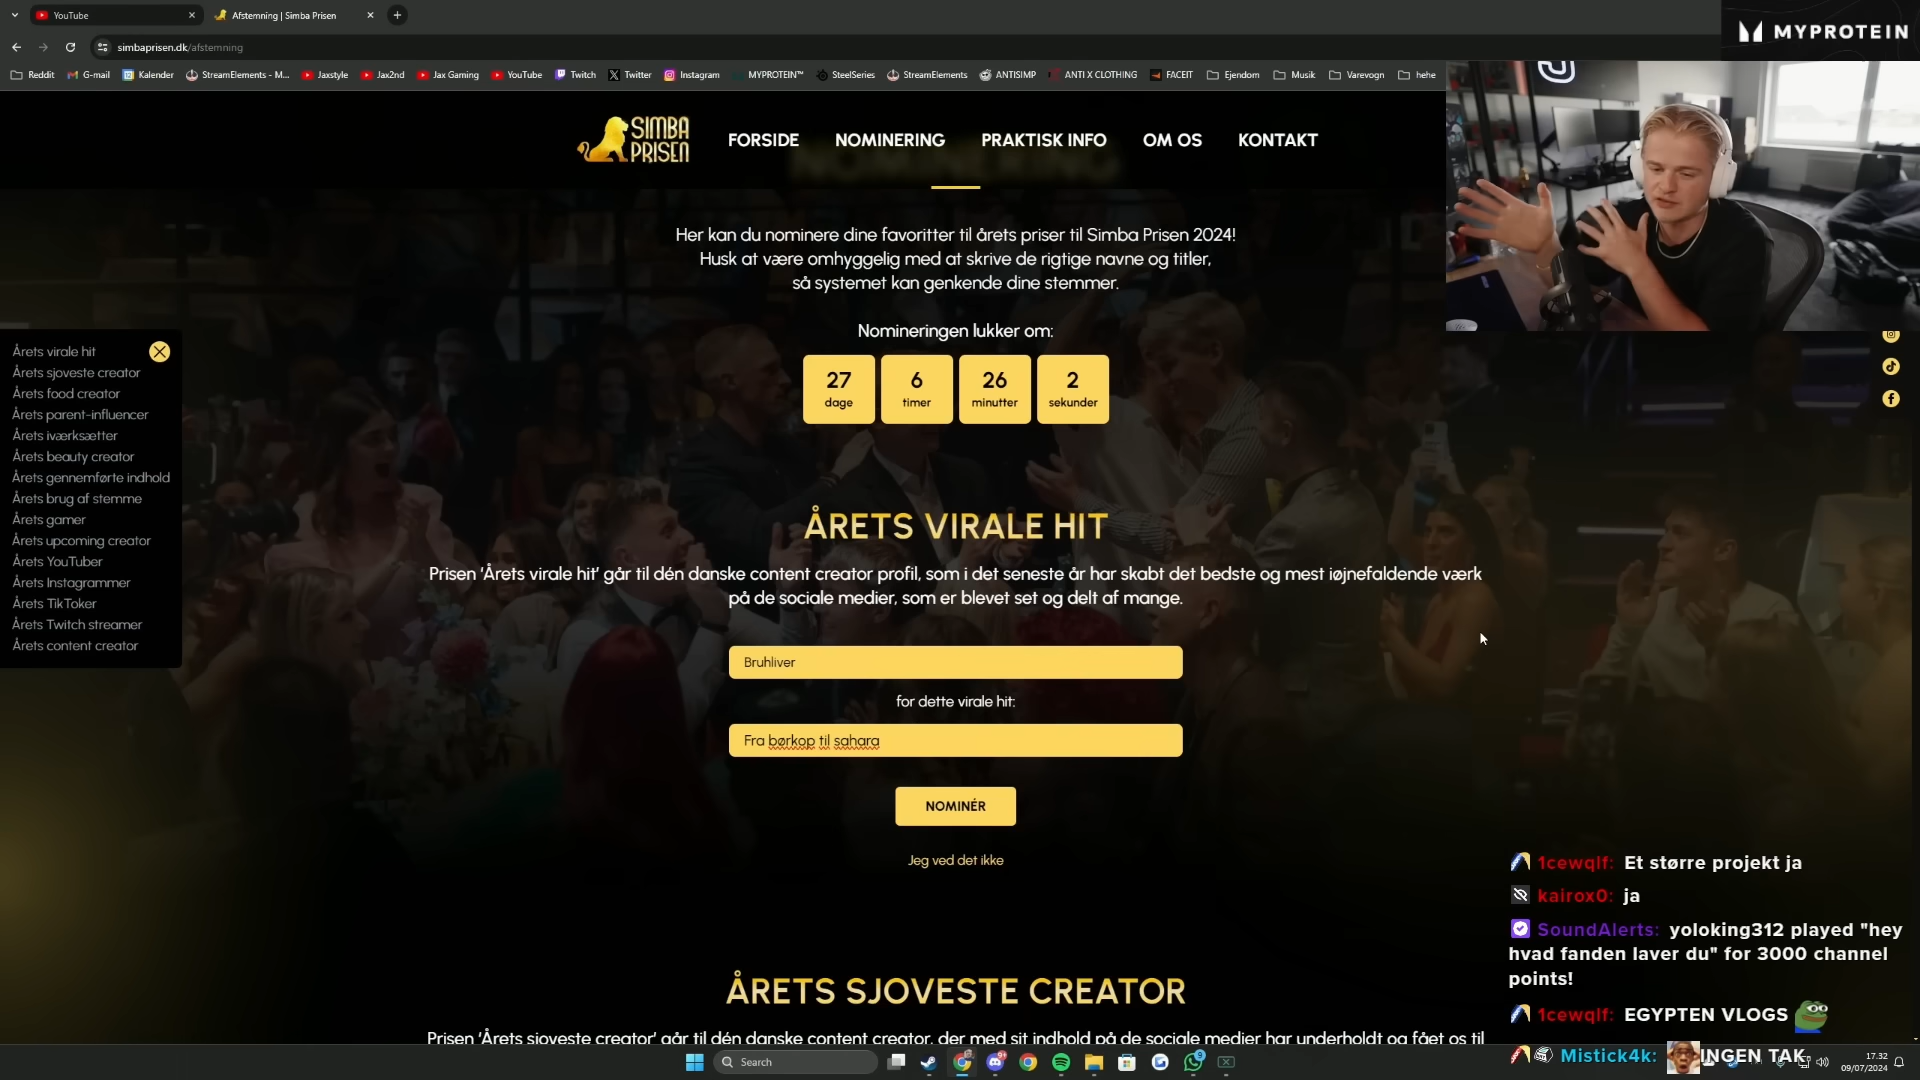 YouTube
Afstemning | Simba Prisen
simbaprisen.dk/afstemning
Reddit
G-mail
Kalender
StreamElements - M...
Jaxstyle
Jax2nd
Jax Gaming
YouTube
Twitch
Twitter
Instagram
MYPROTEIN™
SteelSeries
StreamElements
ANTISIMP
ANTI X CLOTHING
FACEIT
Ejendom
Musik
Varevogn
hehe
MYPROTEIN
SIMBA
PRISEN
FORSIDE
NOMINERING
PRAKTISK INFO
OM OS
KONTAKT
Her kan du nominere dine favoritter til årets priser til Simba Prisen 2024!
Husk at være omhyggelig med at skrive de rigtige navne og titler,
så systemet kan genkende dine stemmer.
Nomineringen lukker om:
27
dage
6
timer
26
minutter
2
sekunder
Årets virale hit
Årets sjoveste creator
Årets food creator
Årets parent-influencer
Årets iværksætter
Årets beauty creator
Årets gennemførte indhold
Årets brug af stemme
Årets gamer
Årets upcoming creator
Årets YouTuber
Årets Instagrammer
Årets TikToker
Årets Twitch streamer
Årets content creator
ÅRETS VIRALE HIT
Prisen ‘Årets virale hit’ går til dén danske content creator profil, som i det seneste år har skabt det bedste og mest iøjnefaldende værk
på de sociale medier, som er blevet set og delt af mange.
Bruhliver
for dette virale hit:
Fra børkop til sahara
NOMINÉR
Jeg ved det ikke
ÅRETS SJOVESTE CREATOR
Prisen ‘Årets sjoveste creator’ går til dén danske content creator, der med sit indhold på de sociale medier har underholdt og fået os til
1cewqlf: Et større projekt ja
kairox0: ja
SoundAlerts: yoloking312 played "hey
hvad fanden laver du" for 3000 channel
points!
1cewqlf: EGYPTEN VLOGS
Mistick4k: INGEN TAK
Search
17.32
09/07/2024